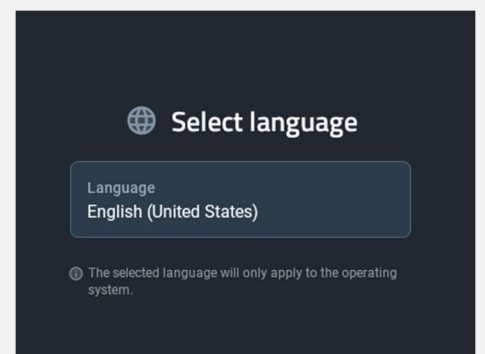 Select language
Language
English (United States)
The selected language will only apply to the operating
system.